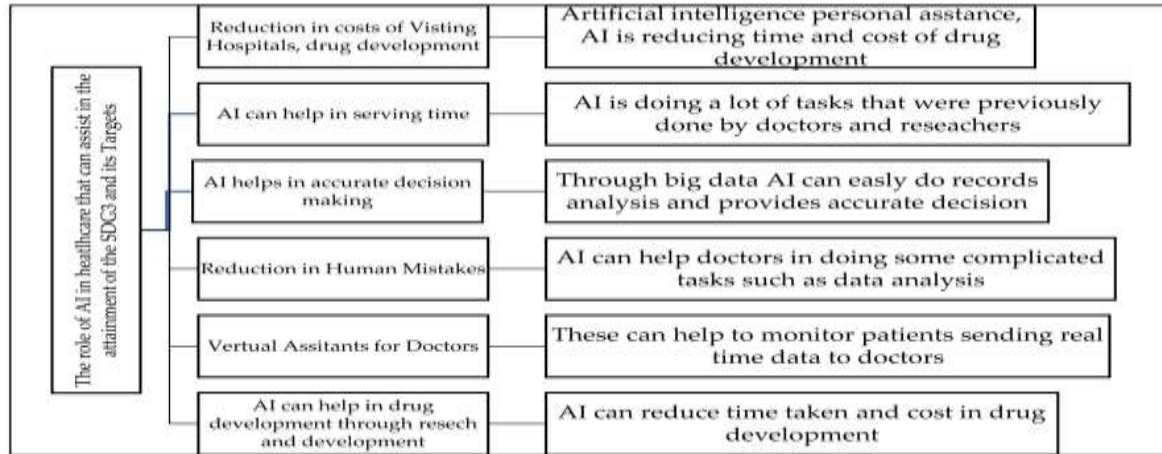 The role of AI in heatlhcare that can assist in the
attainment of the SDG3 and its Targets
Reduction in costs of Visting
Hospitals, drug development
Artificial intelligence personal asstance,
AI is reducing time and cost of drug
development
AI can help in serving time
AI is doing a lot of tasks that were previously
done by doctors and reseachers
AI helps in accurate decision
making
Through big data AI can easly do records
analysis and provides accurate decision
Reduction in Human Mistakes
AI can help doctors in doing some complicated
tasks such as data analysis
Vertual Assitants for Doctors
These can help to monitor patients sending real
time data to doctors
AI can help in drug
development through resech
and development
AI can reduce time taken and cost in drug
development